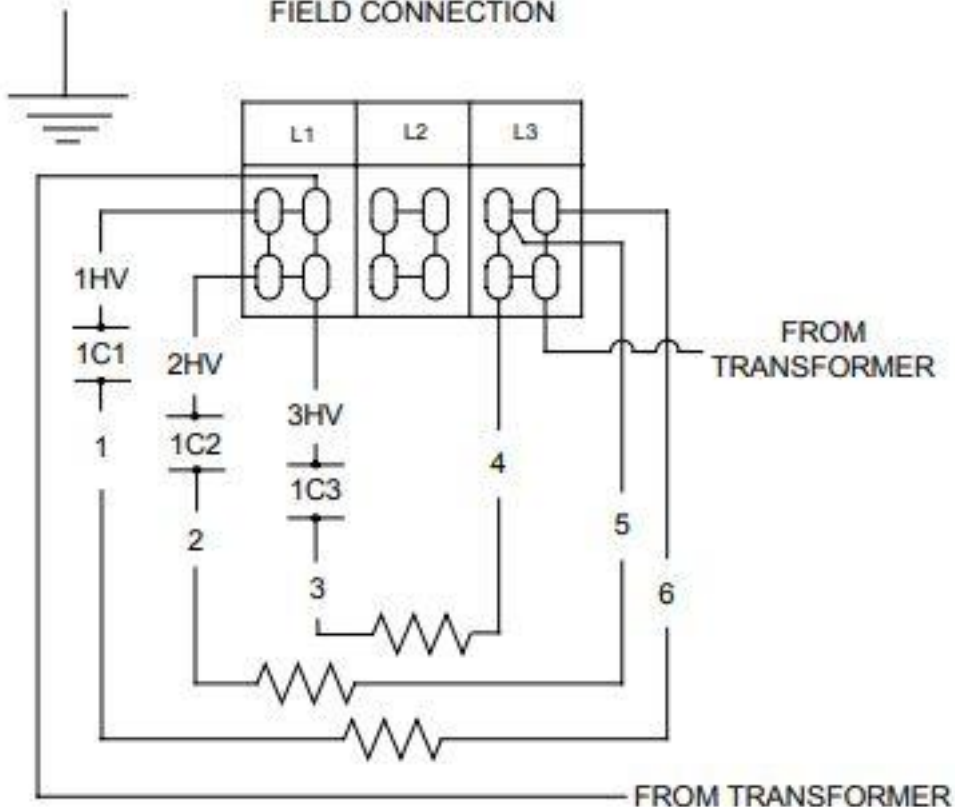 FIELD CONNECTION
L1 L2 L3
1HV
1C1
1
2HV
1C2
2
3HV
1C3
3
4
5
6
FROM
TRANSFORMER
FROM TRANSFORMER